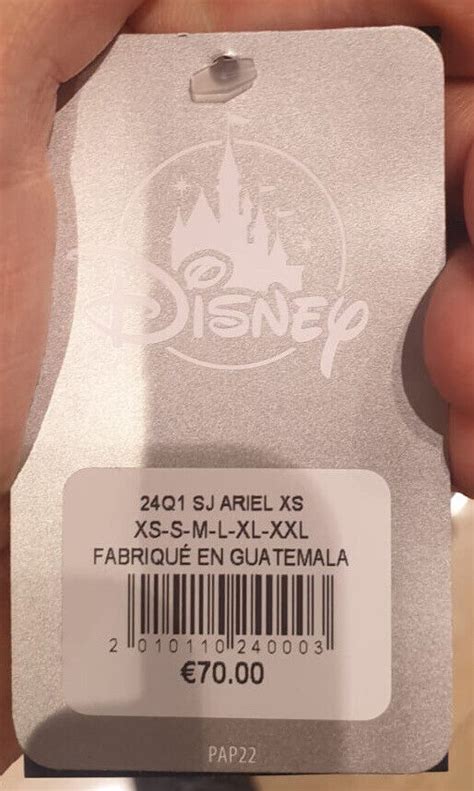 Disney
24Q1 SJ ARIEL XS
XS-S-M-L-XL-XXL
FABRIQUÉ EN GUATEMALA
2 010110 240003
€70.00
PAP22